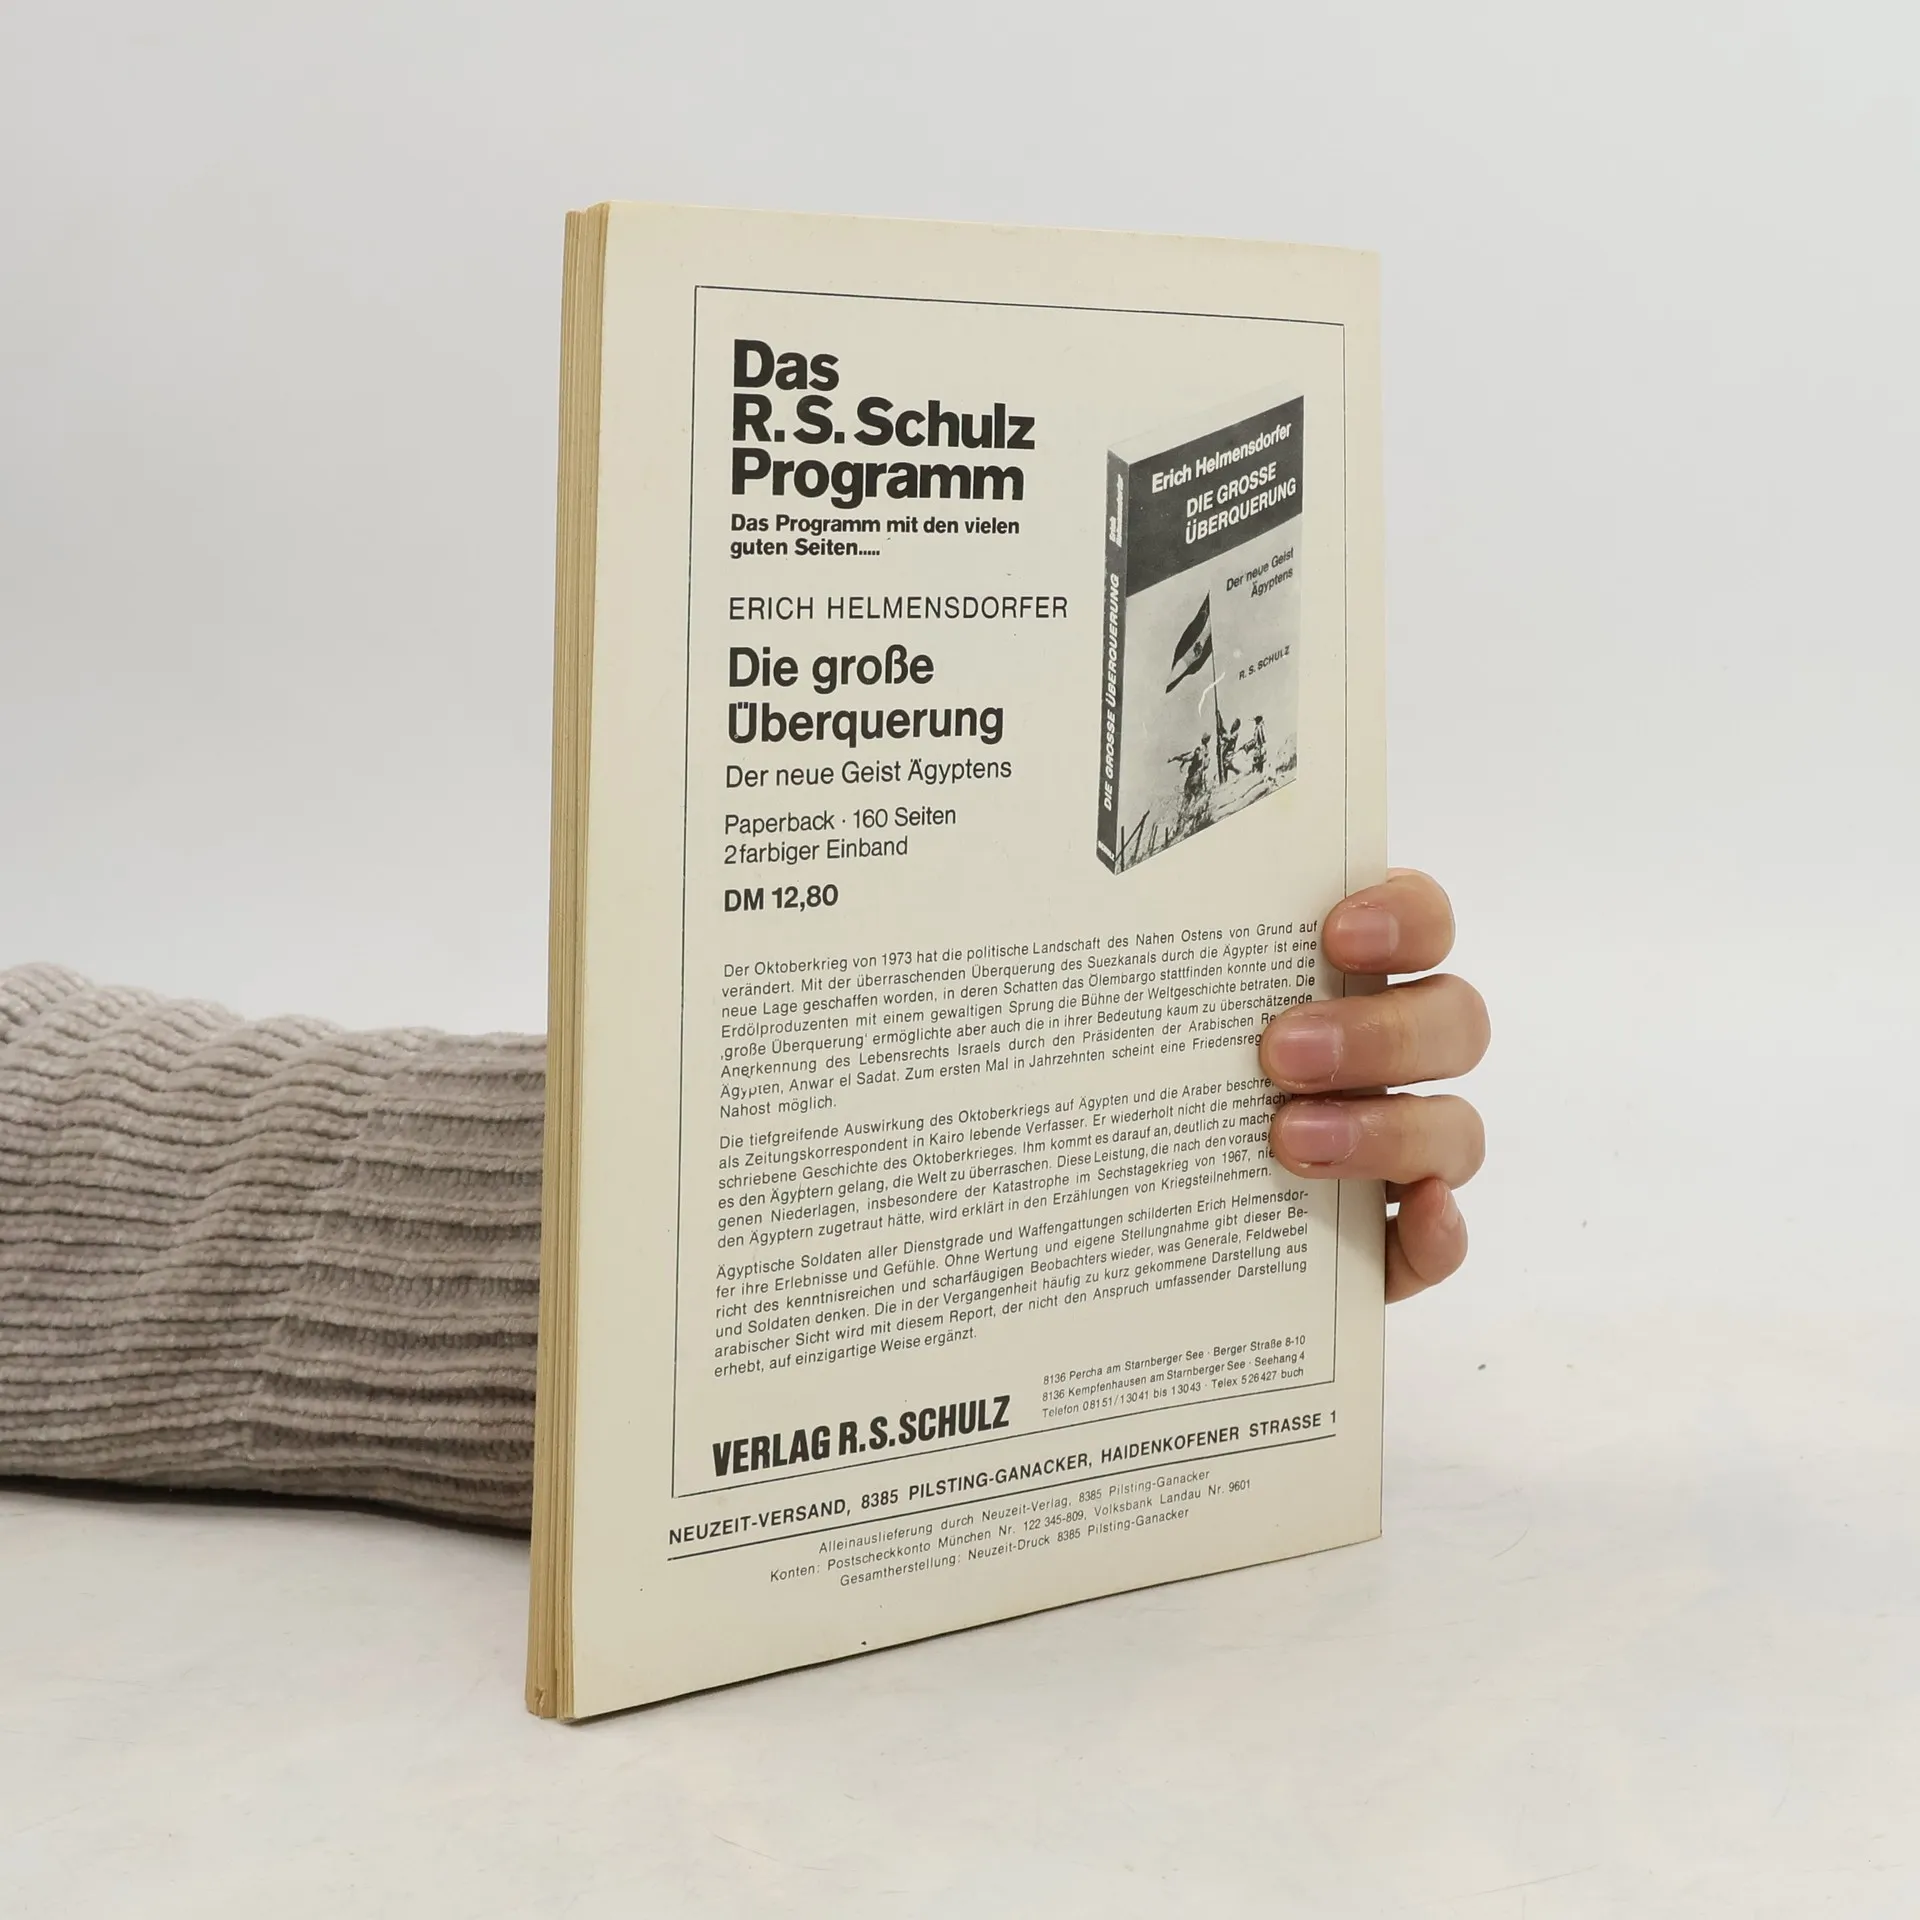 Das
R. S. Schulz
Programm
Das Programm mit den vielen
guten Seiten.....
ERICH HELMENSDORFER
Die große
Überquerung
Der neue Geist Ägyptens
Paperback · 160 Seiten
2farbiger Einband
DM 12,80
Erich Helmensdorfer
DIE GROSSE
ÜBERQUERUNG
Der neue Geist
Ägyptens
R. S. SCHULZ
Erich
Helmensdorfer
DIE GROSSE ÜBERQUERUNG
Der Oktoberkrieg von 1973 hat die politische Landschaft des Nahen Ostens von Grund auf
verändert. Mit der überraschenden Überquerung des Suezkanals durch die Ägypter ist eine
neue Lage geschaffen worden, in deren Schatten das Ölembargo stattfinden konnte und die
Erdölproduzenten mit einem gewaltigen Sprung die Bühne der Weltgeschichte betraten. Die
‚große Überquerung' ermöglichte aber auch die in ihrer Bedeutung kaum zu überschätzende
Anerkennung des Lebensrechts Israels durch den Präsidenten der Arabischen
Ägypten, Anwar el Sadat. Zum ersten Mal in Jahrzehnten scheint eine
Nahost möglich.
Die tiefgreifende Auswirkung des Oktoberkriegs auf Ägypten und die Araber
als Zeitungskorrespondent in Kairo lebende Verfasser. Er wiederholt nicht die mehrfach
schriebene Geschichte des Oktoberkrieges. Ihm kommt es darauf an, deutlich zu
es den Ägyptern gelang, die Welt zu überraschen. Diese Leistung, die nach den
genen Niederlagen, insbesondere der Katastrophe im Sechstagekrieg von 1967,
den Ägyptern zugetraut hätte, wird erklärt in den Erzählungen von Kriegsteilnehmern.
Ägyptische Soldaten aller Dienstgrade und Waffengattungen schilderten Erich Helmensdor-
fer ihre Erlebnisse und Gefühle. Ohne Wertung und eigene Stellungnahme gibt dieser Be-
richt des kenntnisreichen und scharfäugigen Beobachters wieder, was Generale, Feldwebel
und Soldaten denken. Die in der Vergangenheit häufig zu kurz gekommene Darstellung aus
arabischer Sicht wird mit diesem Report, der nicht den Anspruch umfassender Darstellung
erhebt, auf einzigartige Weise ergänzt.
VERLAG R.S.SCHULZ
8136 Percha am Starnberger See · Berger Straße 8-10
8136 Kempfenhausen am Starnberger See · Seehang 4
Telefon 08151/13041 bis 13043 · Telex 526427 buch
NEUZEIT-VERSAND, 8385 PILSTING-GANACKER, HAIDENKOFENER STRASSE 1
Alleinauslieferung durch Neuzeit-Verlag, 8385 Pilsting-Ganacker
Konten: Postscheckkonto München Nr. 122 345-809, Volksbank Landau Nr. 9601
Gesamtherstellung: Neuzeit-Druck 8385 Pilsting-Ganacker